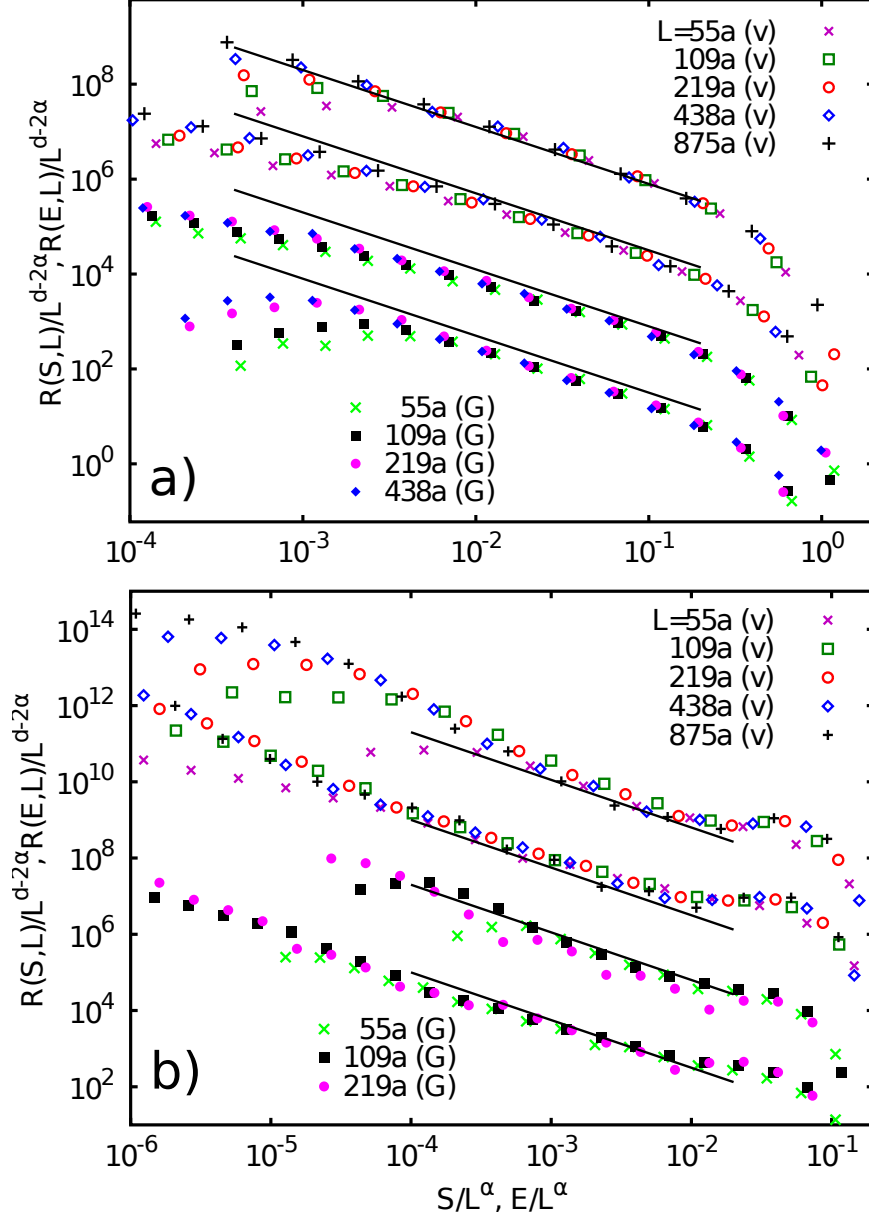 L=55a (v)
109a (v)
219a (v)
438a (v)
875a (v)
10^8
10^6
10^4
10^2
10^0
R(S,L)/L^{d-2α},R(E,L)/L^{d-2α}
55a (G)
109a (G)
219a (G)
438a (G)
a)
10^{-4} 10^{-3} 10^{-2} 10^{-1} 10^0
L=55a (v)
109a (v)
219a (v)
438a (v)
875a (v)
10^{14}
10^{12}
10^{10}
10^8
10^6
10^4
10^2
R(S,L)/L^{d-2α},R(E,L)/L^{d-2α}
55a (G)
109a (G)
219a (G)
b)
10^{-6} 10^{-5} 10^{-4} 10^{-3} 10^{-2} 10^{-1}
S/L^α, E/L^α